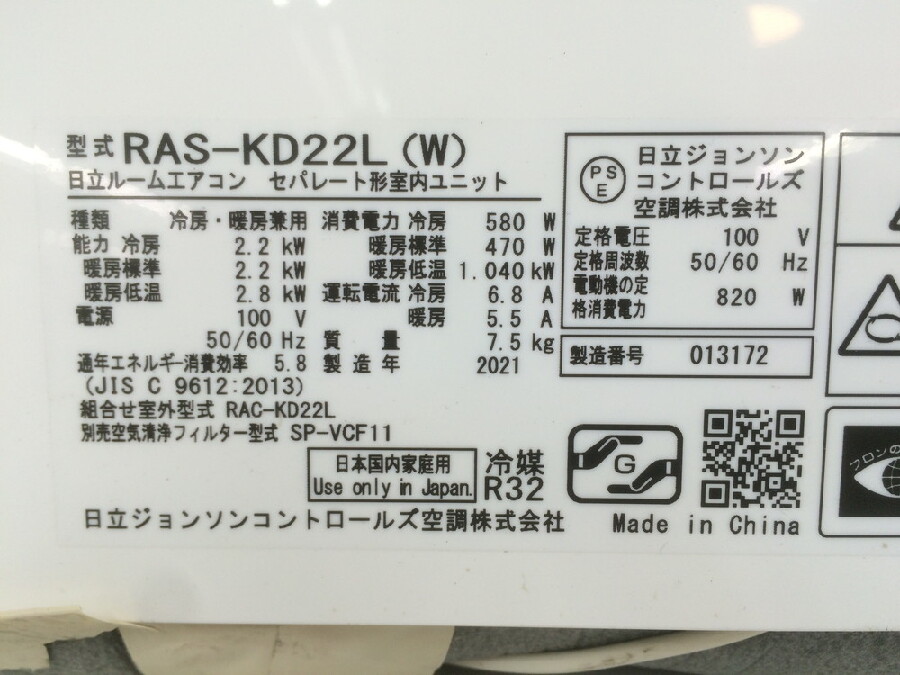 型式 RAS-KD22L (W)
日立ルームエアコン セパレート形室内ユニット
種類 冷房・暖房兼用
能力 冷房 2.2 kW
暖房標準 2.2 kW
暖房低温 2.8 kW
電源 100 V
50/60 Hz
通年エネルギー消費効率 5.8
(JIS C 9612:2013)
消費電力 冷房 580 W
暖房標準 470 W
暖房低温 1.040 kW
運転電流 冷房 6.8 A
暖房 5.5 A
質量 7.5 kg
製造年 2021
組合せ室外型式 RAC-KD22L
別売空気清浄フィルター型式 SP-VCF11
日本国内家庭用
Use only in Japan.
冷媒
R32
日立ジョンソンコントロールズ空調株式会社
PS
E
日立ジョンソン
コントロールズ
空調株式会社
定格電圧 100 V
定格周波数 50/60 Hz
電動機の定
格消費電力 820 W
製造番号 013172
G
Made in China
フロンの